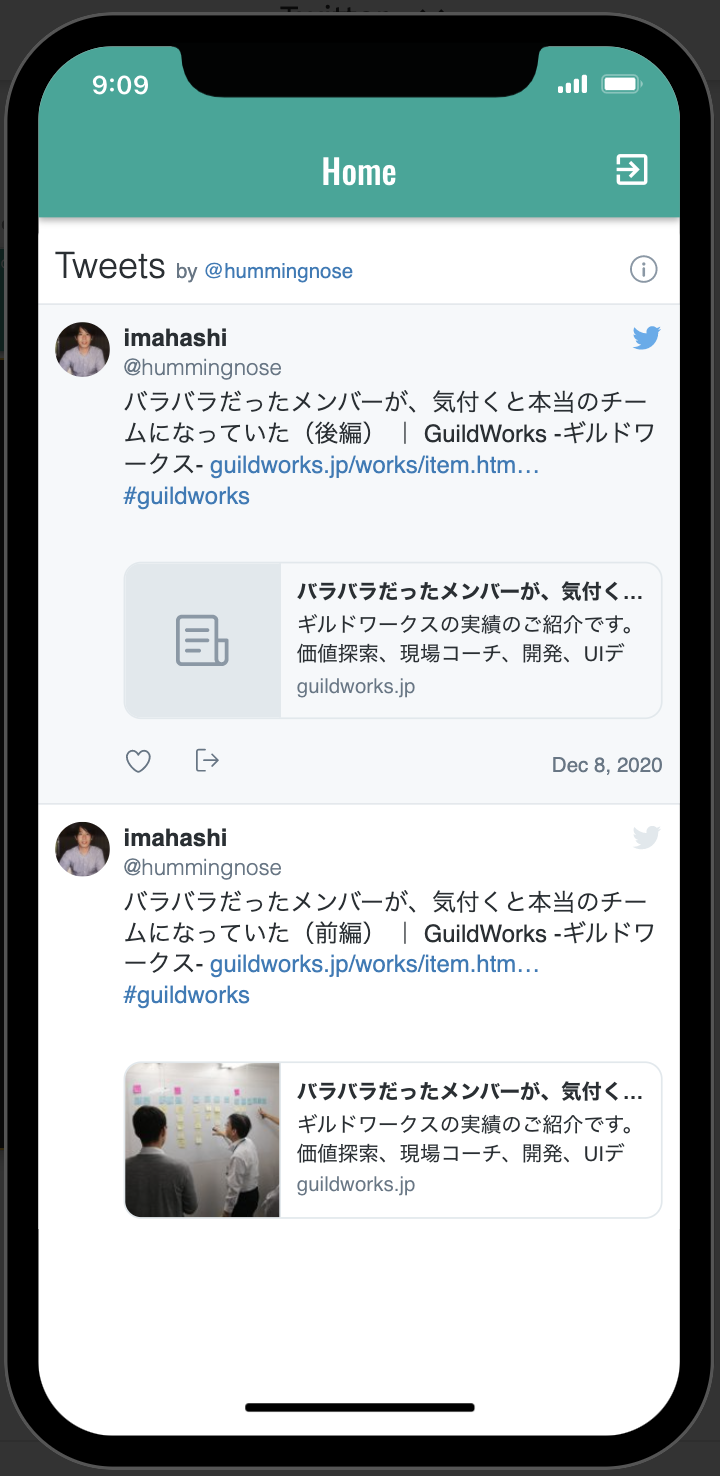 9:09
Home
Tweets by @hummingnose
imahashi
@hummingnose
バラバラだったメンバーが、気付くと本当のチー
ムになっていた（後編） ｜ GuildWorks -ギルドワ
ークス- guildworks.jp/works/item.htm…
#guildworks
バラバラだったメンバーが、気付く…
ギルドワークスの実績のご紹介です。
価値探索、現場コーチ、開発、UIデ
guildworks.jp
Dec 8, 2020
imahashi
@hummingnose
バラバラだったメンバーが、気付くと本当のチー
ムになっていた（前編） ｜ GuildWorks -ギルドワ
ークス- guildworks.jp/works/item.htm…
#guildworks
バラバラだったメンバーが、気付く…
ギルドワークスの実績のご紹介です。
価値探索、現場コーチ、開発、UIデ
guildworks.jp